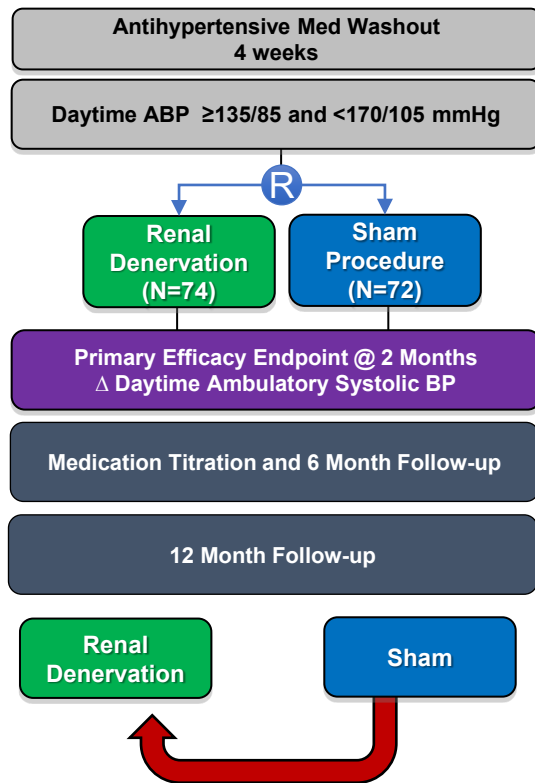 Antihypertensive Med Washout
4 weeks
Daytime ABP ≥135/85 and <170/105 mmHg
R
Renal
Denervation
(N=74)
Sham
Procedure
(N=72)
Primary Efficacy Endpoint @ 2 Months
Δ Daytime Ambulatory Systolic BP
Medication Titration and 6 Month Follow-up
12 Month Follow-up
Renal
Denervation
Sham